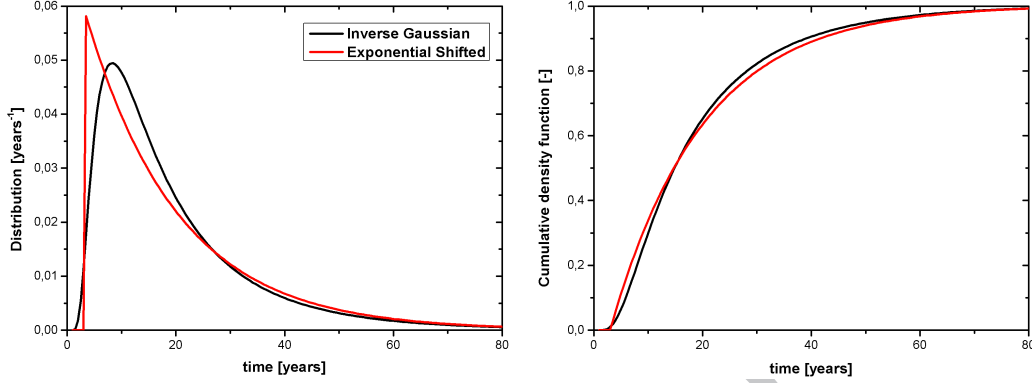 0,06
0,05
0,04
0,03
0,02
0,01
0,00
Distribution [years-1]
Inverse Gaussian
Exponential Shifted
0 20 40 60 80
time [years]
1,0
0,8
0,6
0,4
0,2
0,0
Cumulative density function [-]
0 20 40 60 80
time [years]